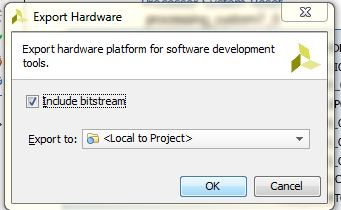 Export Hardware
Export hardware platform for software development
tools.
Include bitstream
Export to: <Local to Project>
OK Cancel